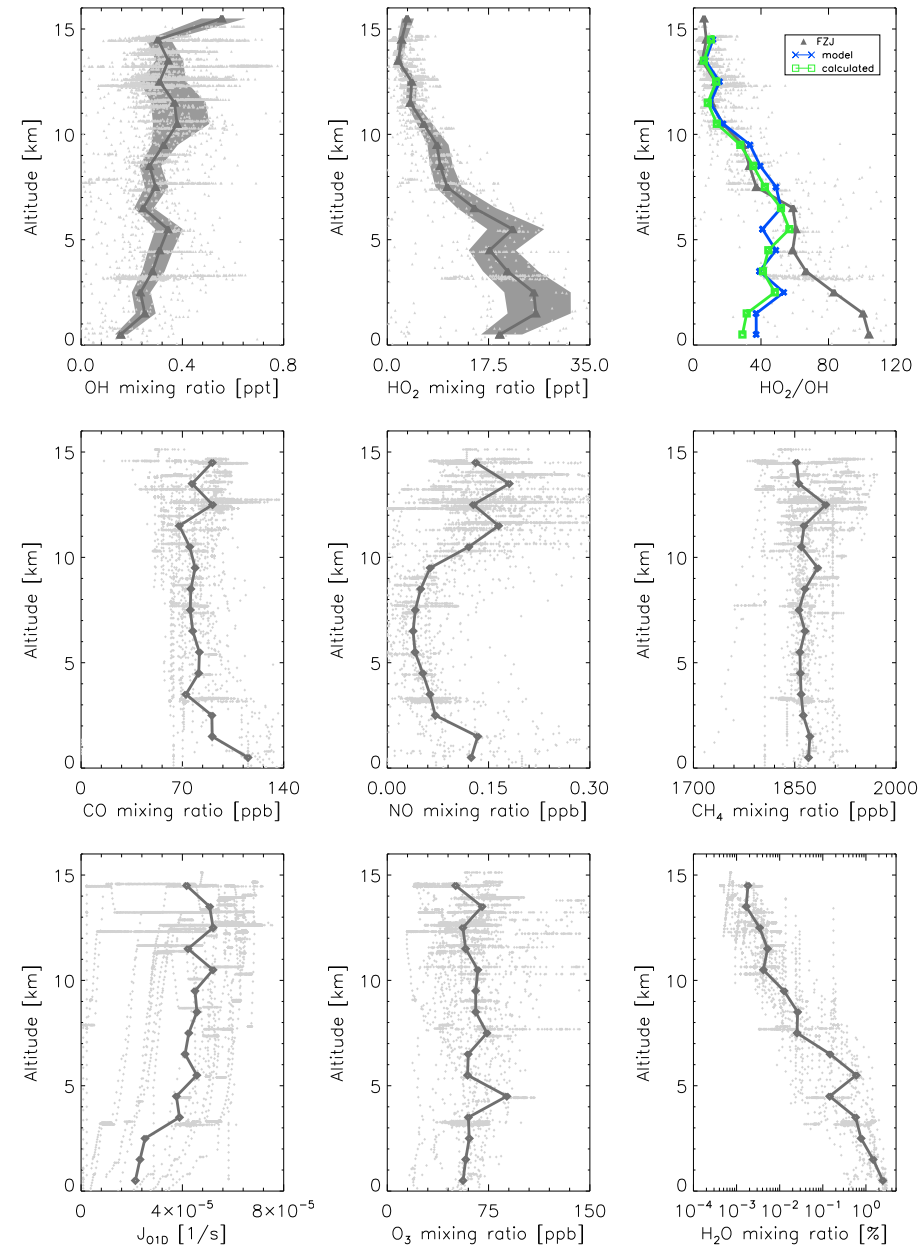 15
10
5
0
Altitude [km]
0.0 0.4 0.8
OH mixing ratio [ppt]
15
10
5
0
Altitude [km]
0.0 17.5 35.0
HO₂ mixing ratio [ppt]
15
10
5
0
Altitude [km]
FZJ
model
calculated
0 40 80 120
HO₂/OH
15
10
5
0
Altitude [km]
0 70 140
CO mixing ratio [ppb]
15
10
5
0
Altitude [km]
0.00 0.15 0.30
NO mixing ratio [ppb]
15
10
5
0
Altitude [km]
1700 1850 2000
CH₄ mixing ratio [ppb]
15
10
5
0
Altitude [km]
0 4×10⁻⁵ 8×10⁻⁵
J₀₁D [1/s]
15
10
5
0
Altitude [km]
0 75 150
O₃ mixing ratio [ppb]
15
10
5
0
Altitude [km]
10⁻⁴ 10⁻³ 10⁻² 10⁻¹ 10⁰
H₂O mixing ratio [%]